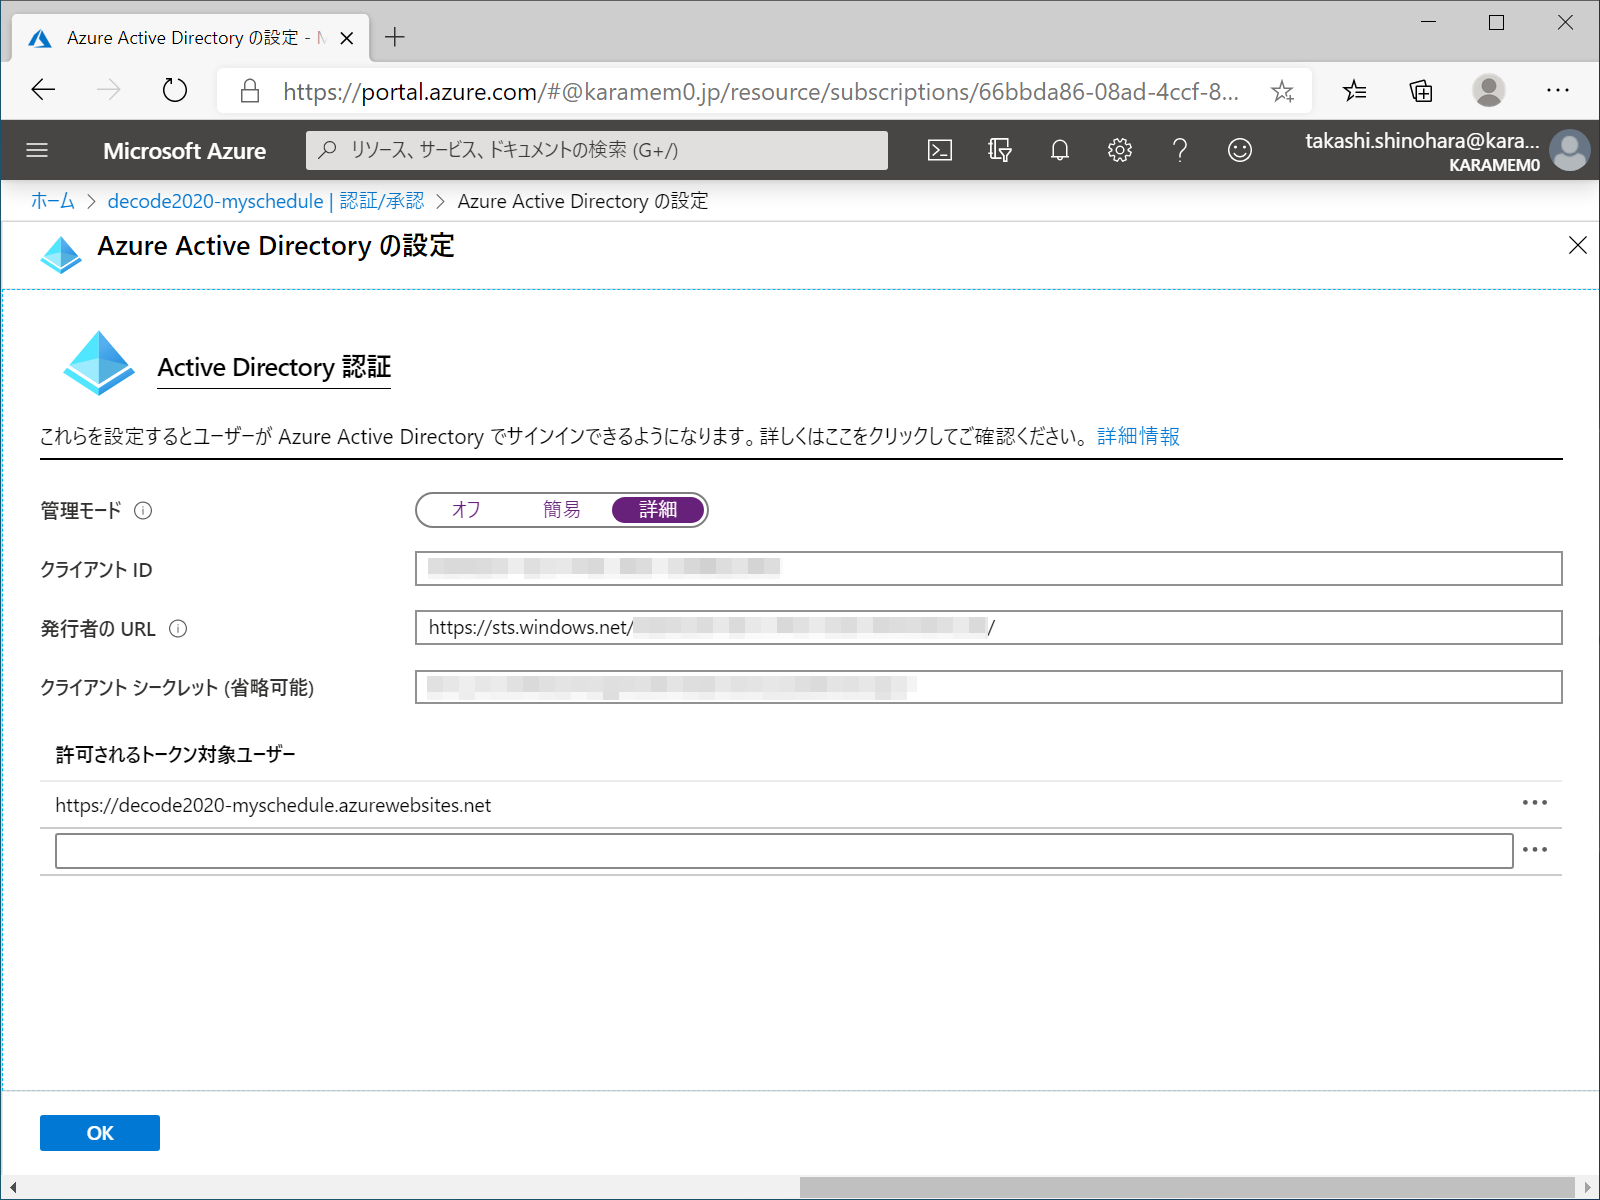 Azure Active Directory の設定 -
https://portal.azure.com/#@karamem0.jp/resource/subscriptions/66bbda86-08ad-4ccf-8...
Microsoft Azure
リソース、サービス、ドキュメントの検索 (G+/)
takashi.shinohara@kara...
KARAMEM0
ホーム > decode2020-myschedule | 認証/承認 > Azure Active Directory の設定
Azure Active Directory の設定
Active Directory 認証
これらを設定するとユーザーが Azure Active Directory でサインインできるようになります。詳しくはここをクリックしてご確認ください。 詳細情報
管理モード
オフ 簡易 詳細
クライアント ID
発行者の URL
https://sts.windows.net/ /
クライアント シークレット (省略可能)
許可されるトークン対象ユーザー
https://decode2020-myschedule.azurewebsites.net
OK